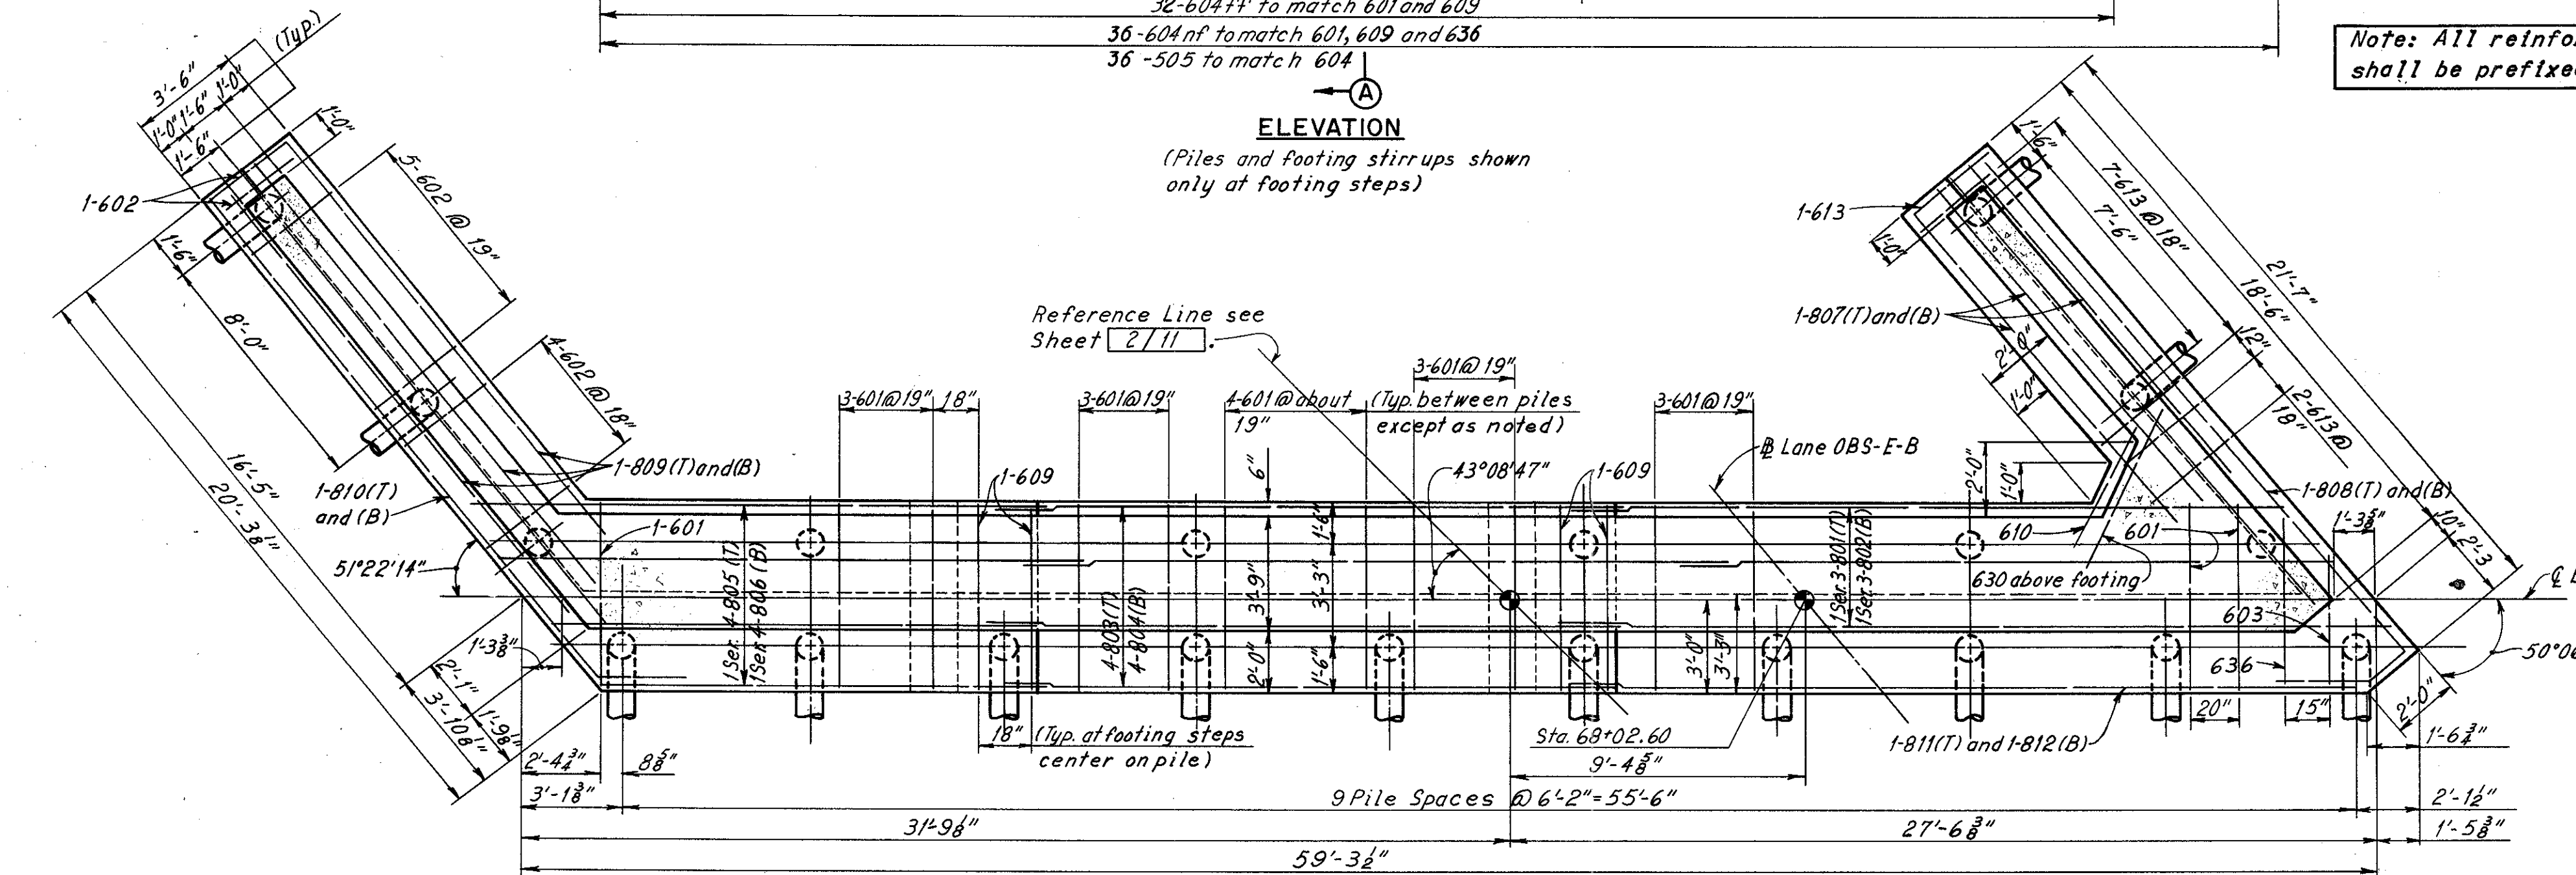 32-604ff to match 601 and 609
36-604nf to match 601, 609 and 636
36-505 to match 604
A
ELEVATION
(Piles and footing stirrups shown
only at footing steps)
Note: All reinfo
shall be prefixe
(Typ.)
3'-6"
1'-0"
1'-6"
1'-0"
1'-6"
1'-0"
1-602
5-602 @ 19"
1'-6"
8'-0"
4-602 @ 18"
16'-5"
20'-3 1/8"
1-810(T)
and (B)
1-809(T) and (B)
51°22'14"
1-601
1'-3 3/8"
2'-1"
3'-10 1/8"
1'-9 1/8"
2'-4 3/4"
8 5/8"
3'-1 3/8"
Reference Line see
Sheet 2/11.
3-601@19"
18"
3-601@19"
4-601@about
19"
3-601@19"
(Typ. between piles
except as noted)
3-601@19"
1-609
6"
43°08'47"
1-609
℄ Lane OBS-E-B
1 Ser. 4-805 (T)
1 Ser. 4-806 (B)
4-803(T)
4-804(B)
3'-9"
2'-0"
1'-6"
3'-3"
1'-6"
3'-0"
3'-3"
1 Ser. 3-801(T)
1 Ser. 3-802(B)
18"
(Typ. at footing steps
center on pile)
Sta. 68+02.60
9'-4 5/8"
1-811(T) and 1-812(B)
1-613
1'-0"
1'-6"
7-613 @ 18"
7'-6"
21'-7"
18'-6"
12"
2-613 @
18"
1-807(T) and (B)
2'-0"
1'-0"
2'-0"
1'-0"
610
601
630 above footing
1-808(T) and (B)
1'-3 5/8"
10"
2'-3
603
636
50°06
2'-0"
20"
15"
1'-6 3/4"
9 Pile Spaces @ 6'-2"=55'-6"
2'-1 1/2"
31'-9 1/8"
27'-6 3/8"
1'-5 3/8"
59'-3 1/2"